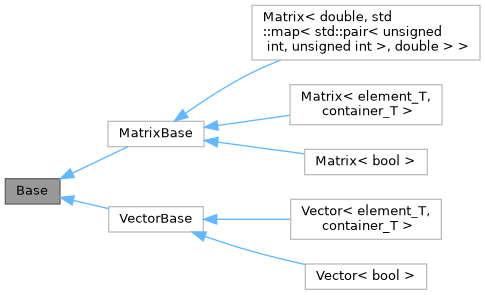 Matrix< double, std
::map< std::pair< unsigned
int, unsigned int >, double > >
Matrix< element_T,
container_T >
MatrixBase
Matrix< bool >
Base
Vector< element_T,
container_T >
VectorBase
Vector< bool >